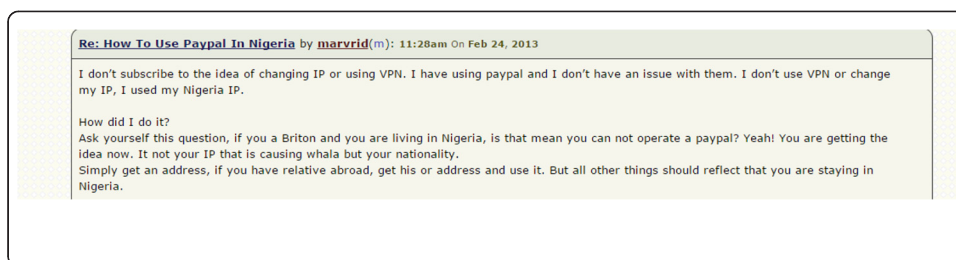 Re: How To Use Paypal In Nigeria by marvrid(m): 11:28am On Feb 24, 2013
I don't subscribe to the idea of changing IP or using VPN. I have using paypal and I don't have an issue with them. I don't use VPN or change
my IP, I used my Nigeria IP.
How did I do it?
Ask yourself this question, if you a Briton and you are living in Nigeria, is that mean you can not operate a paypal? Yeah! You are getting the
idea now. It not your IP that is causing whala but your nationality.
Simply get an address, if you have relative abroad, get his or address and use it. But all other things should reflect that you are staying in
Nigeria.